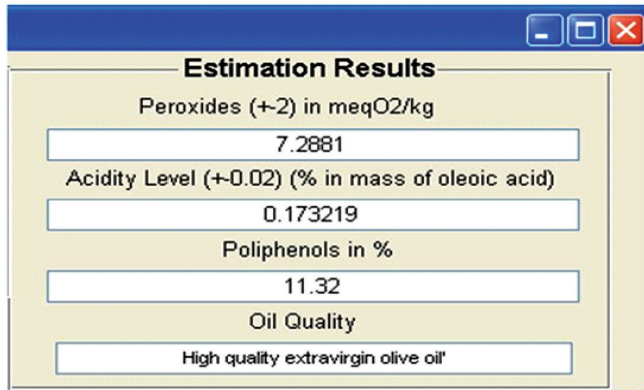 Estimation Results
Peroxides (+-2) in meqO2/kg
7.2881
Acidity Level (+-0.02) (% in mass of oleoic acid)
0.173219
Poliphenols in %
11.32
Oil Quality
High quality extravirgin olive oil'